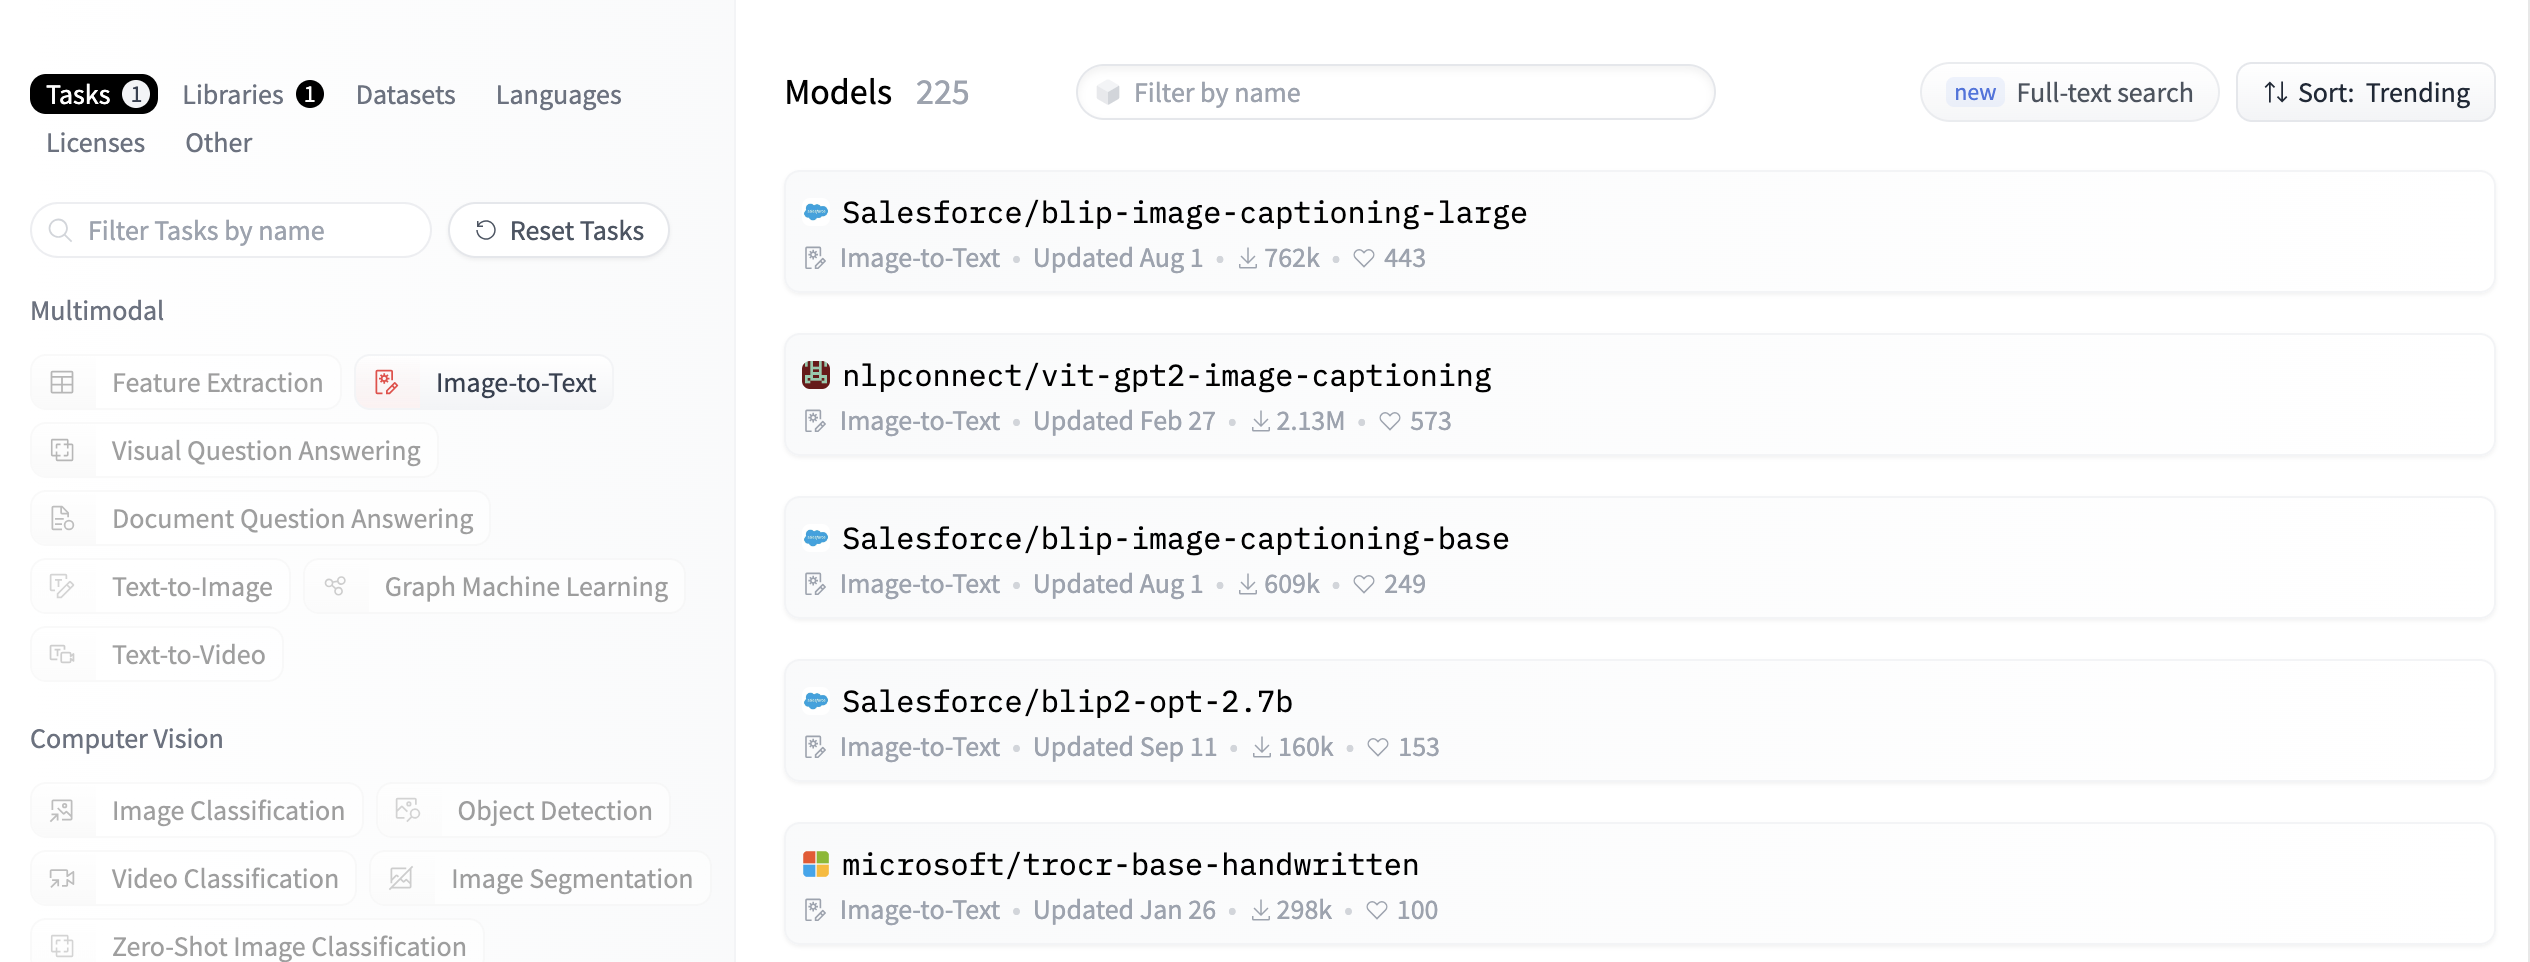 Tasks 1 Libraries 1 Datasets Languages
Licenses Other
Filter Tasks by name Reset Tasks
Multimodal
Feature Extraction Image-to-Text
Visual Question Answering
Document Question Answering
Text-to-Image Graph Machine Learning
Text-to-Video
Computer Vision
Image Classification Object Detection
Video Classification Image Segmentation
Zero-Shot Image Classification
Models 225 Filter by name new Full-text search Sort: Trending
Salesforce/blip-image-captioning-large
Image-to-Text • Updated Aug 1 • 762k • 443
nlpconnect/vit-gpt2-image-captioning
Image-to-Text • Updated Feb 27 • 2.13M • 573
Salesforce/blip-image-captioning-base
Image-to-Text • Updated Aug 1 • 609k • 249
Salesforce/blip2-opt-2.7b
Image-to-Text • Updated Sep 11 • 160k • 153
microsoft/trocr-base-handwritten
Image-to-Text • Updated Jan 26 • 298k • 100